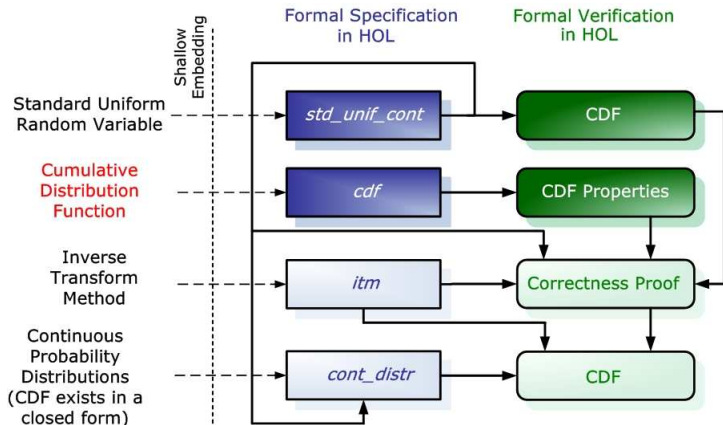 Formal Specification
in HOL
Formal Verification
in HOL
Shallow
Embedding
Standard Uniform
Random Variable
std_unif_cont
CDF
Cumulative
Distribution
Function
cdf
CDF Properties
Inverse
Transform
Method
itm
Correctness Proof
Continuous
Probability
Distributions
(CDF exists in a
closed form)
cont_distr
CDF